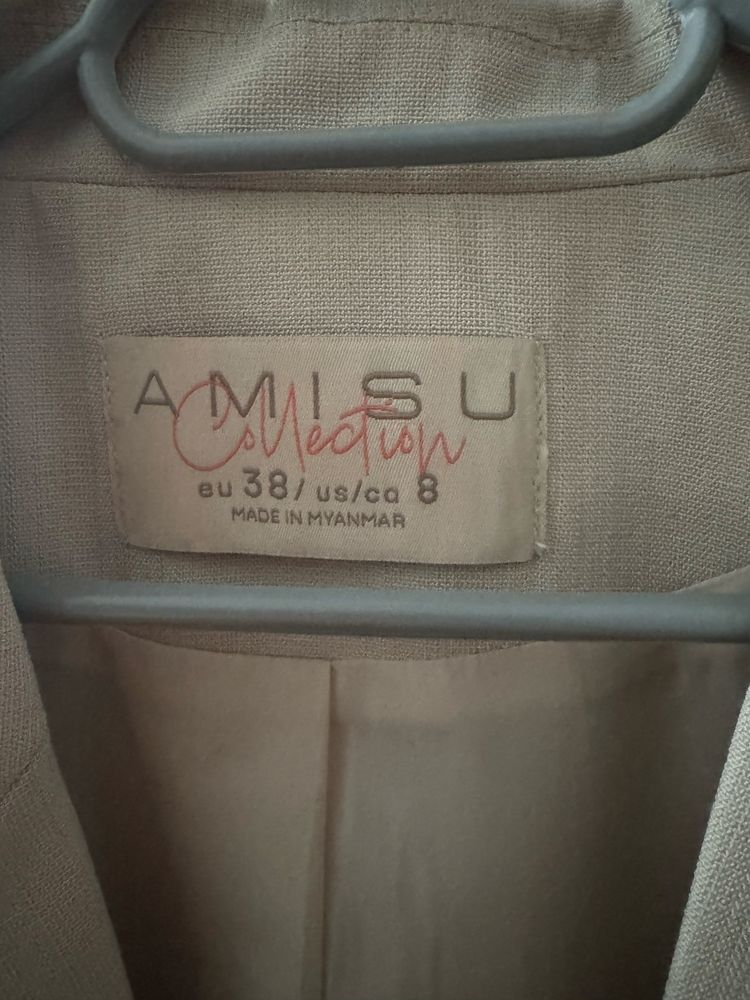 AMISU
Collection
eu 38/ us/ca 8
MADE IN MYANMAR